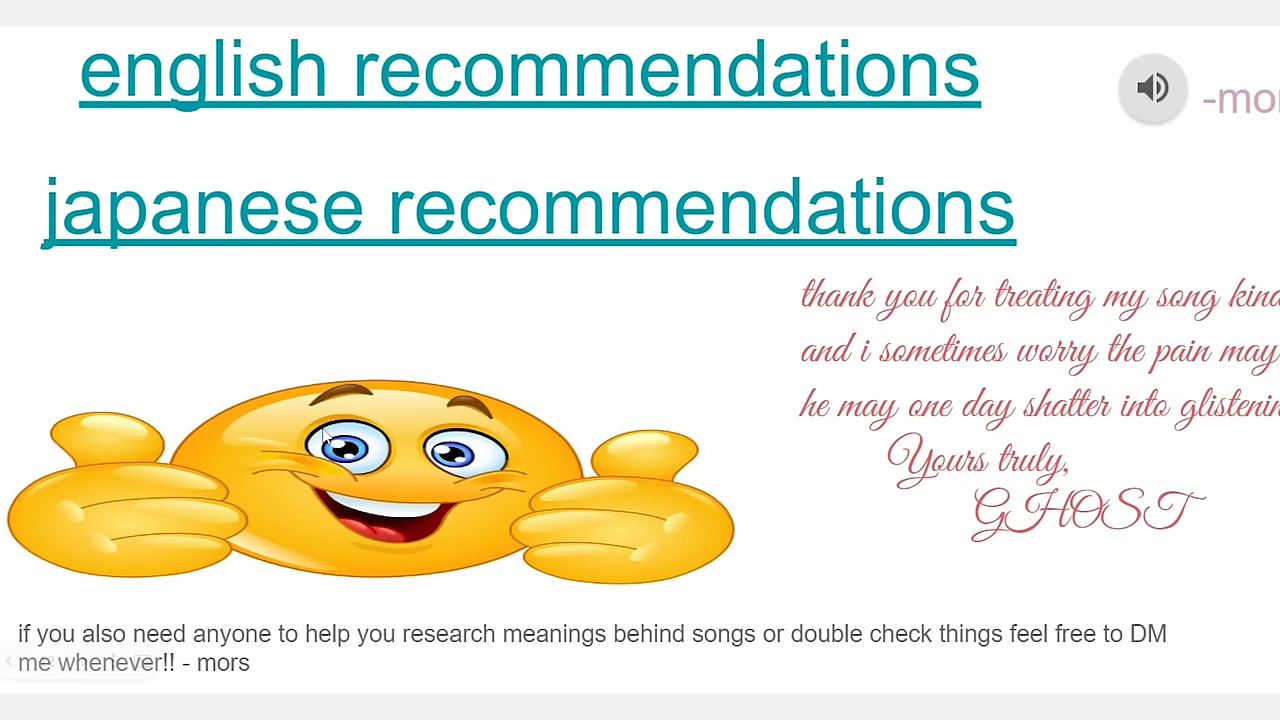 english recommendations
-mor
japanese recommendations
thank you for treating my song kind
and i sometimes worry the pain may
he may one day shatter into glistenin
Yours truly,
GHOST
if you also need anyone to help you research meanings behind songs or double check things feel free to DM
me whenever!! - mors